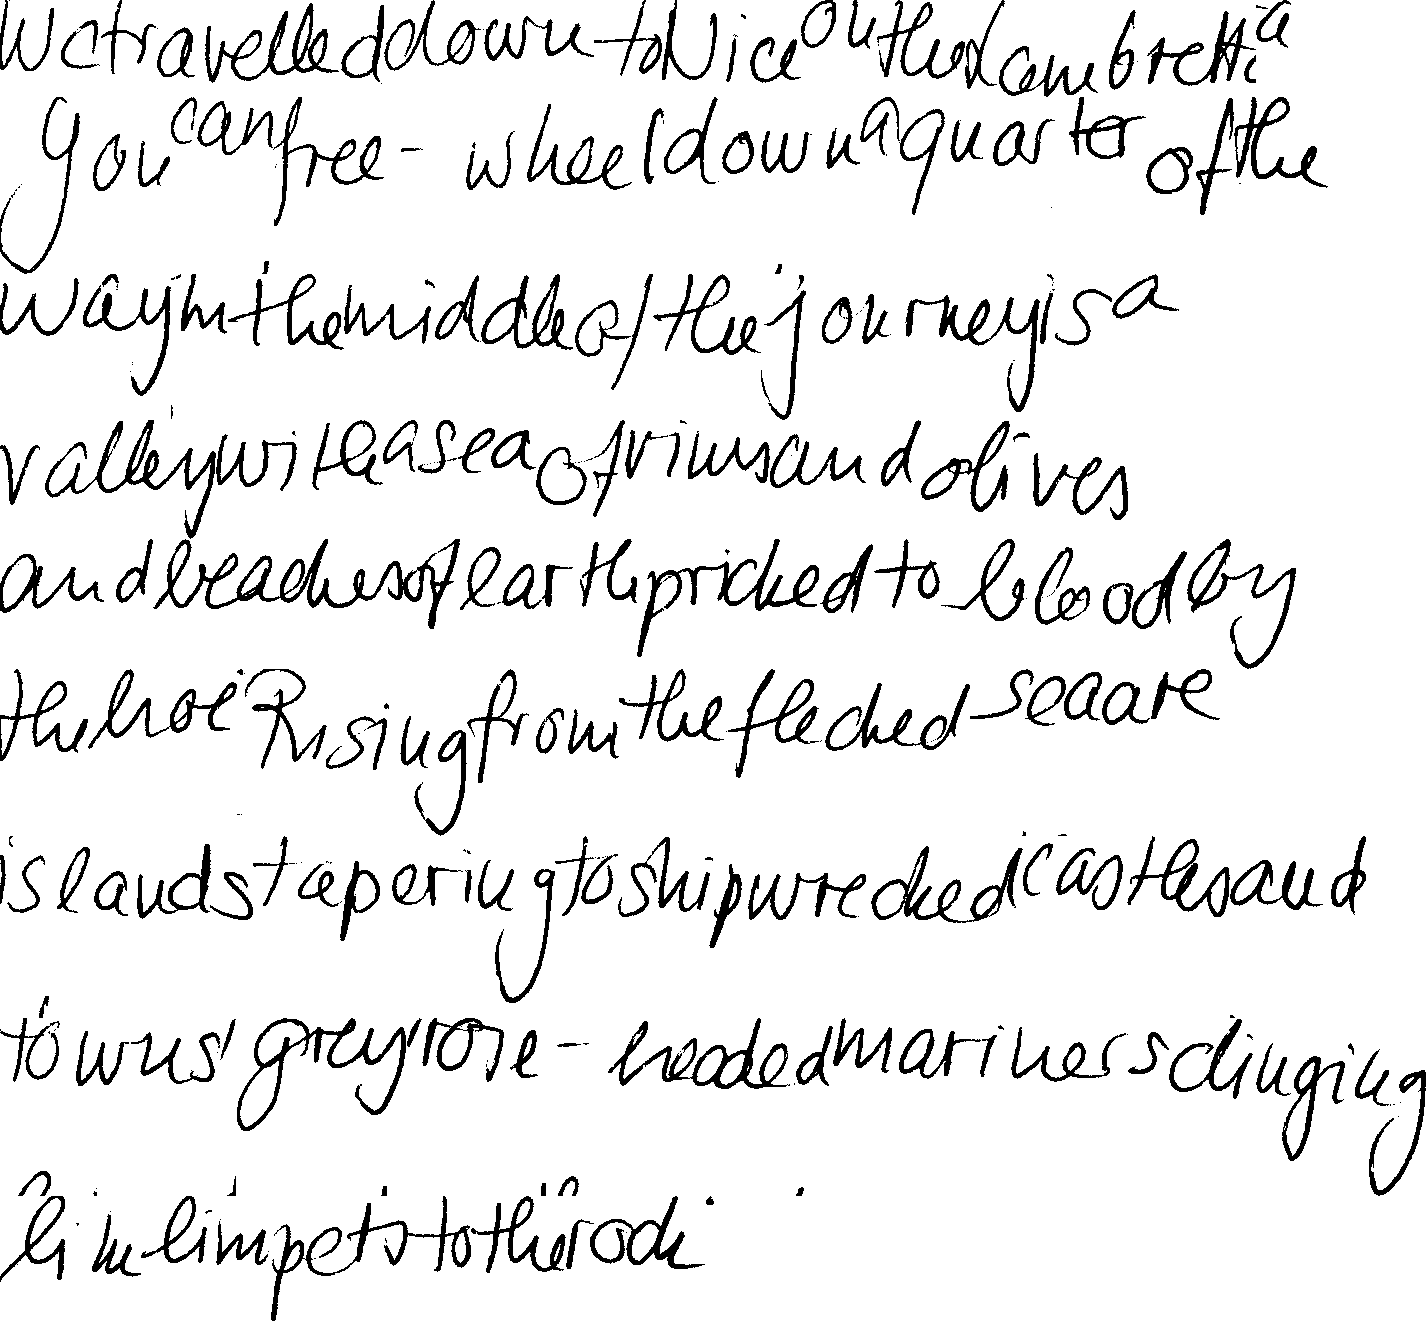 We travelled down to Nice on the Lambretta
You can free-wheel down a quarter of the
way in the middle of the journey is a
valley with a sea of vines and olives
and beaches of earth pricked to blood by
the hoe Rising from the flecked sea are
islands tapering to shipwrecked castles and
towns grey rose-headed mariners clinging
like limpets to the rock